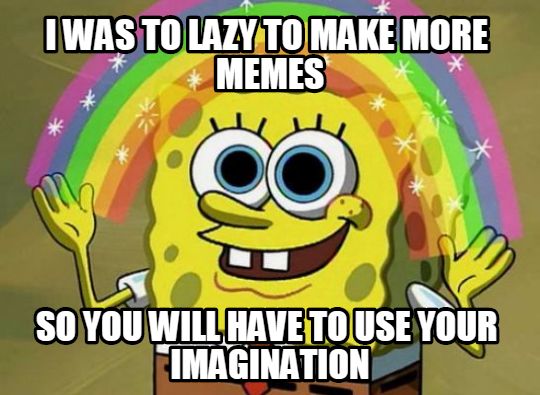 I WAS TO LAZY TO MAKE MORE
MEMES
SO YOU WILL HAVE TO USE YOUR
IMAGINATION